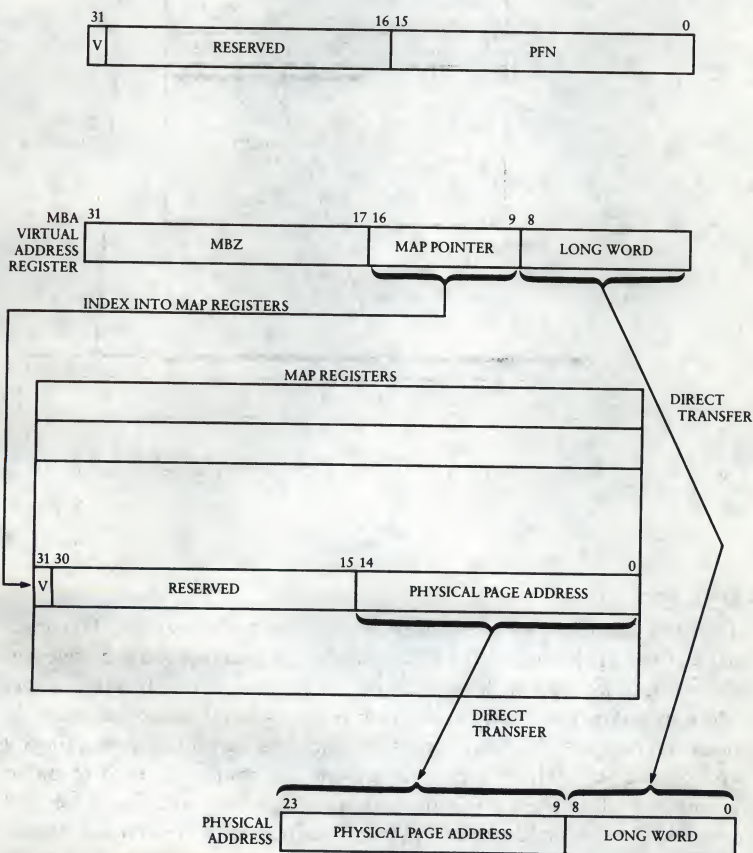 31 16 15 0
V RESERVED PFN
MBA VIRTUAL ADDRESS REGISTER
31 17 16 9 8
MBZ MAP POINTER LONG WORD
INDEX INTO MAP REGISTERS
MAP REGISTERS
DIRECT
TRANSFER
31 30 15 14 0
V RESERVED PHYSICAL PAGE ADDRESS
DIRECT
TRANSFER
23 9 8 0
PHYSICAL
ADDRESS
PHYSICAL PAGE ADDRESS LONG WORD